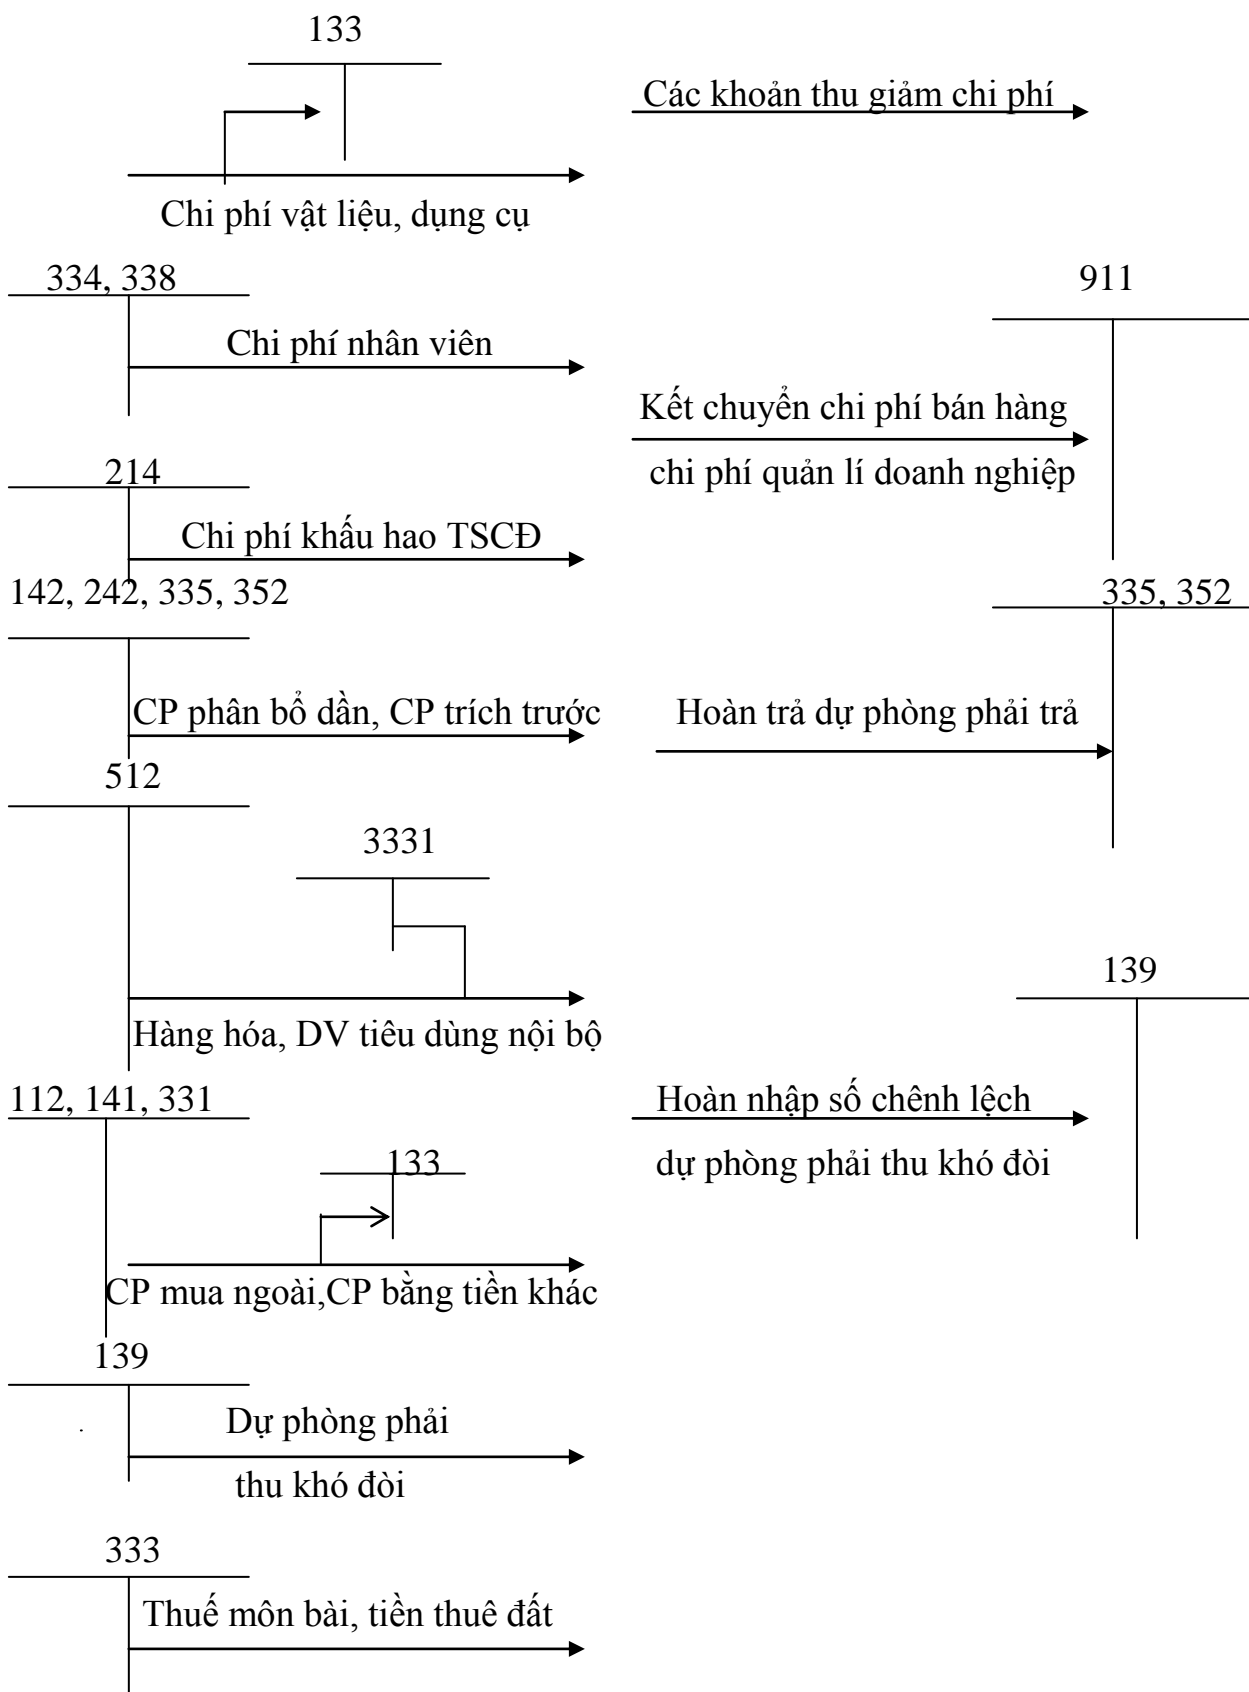 133
Các khoản thu giảm chi phí
Chi phí vật liệu, dụng cụ
334, 338
911
Chi phí nhân viên
Kết chuyển chi phí bán hàng
chi phí quản lí doanh nghiệp
214
Chi phí khấu hao TSCĐ
142, 242, 335, 352
335, 352
CP phân bổ dần, CP trích trước
Hoàn trả dự phòng phải trả
512
3331
139
Hàng hóa, DV tiêu dùng nội bộ
112, 141, 331
Hoàn nhập số chênh lệch
dự phòng phải thu khó đòi
133
CP mua ngoài,CP bằng tiền khác
139
Dự phòng phải
thu khó đòi
333
Thuế môn bài, tiền thuê đất